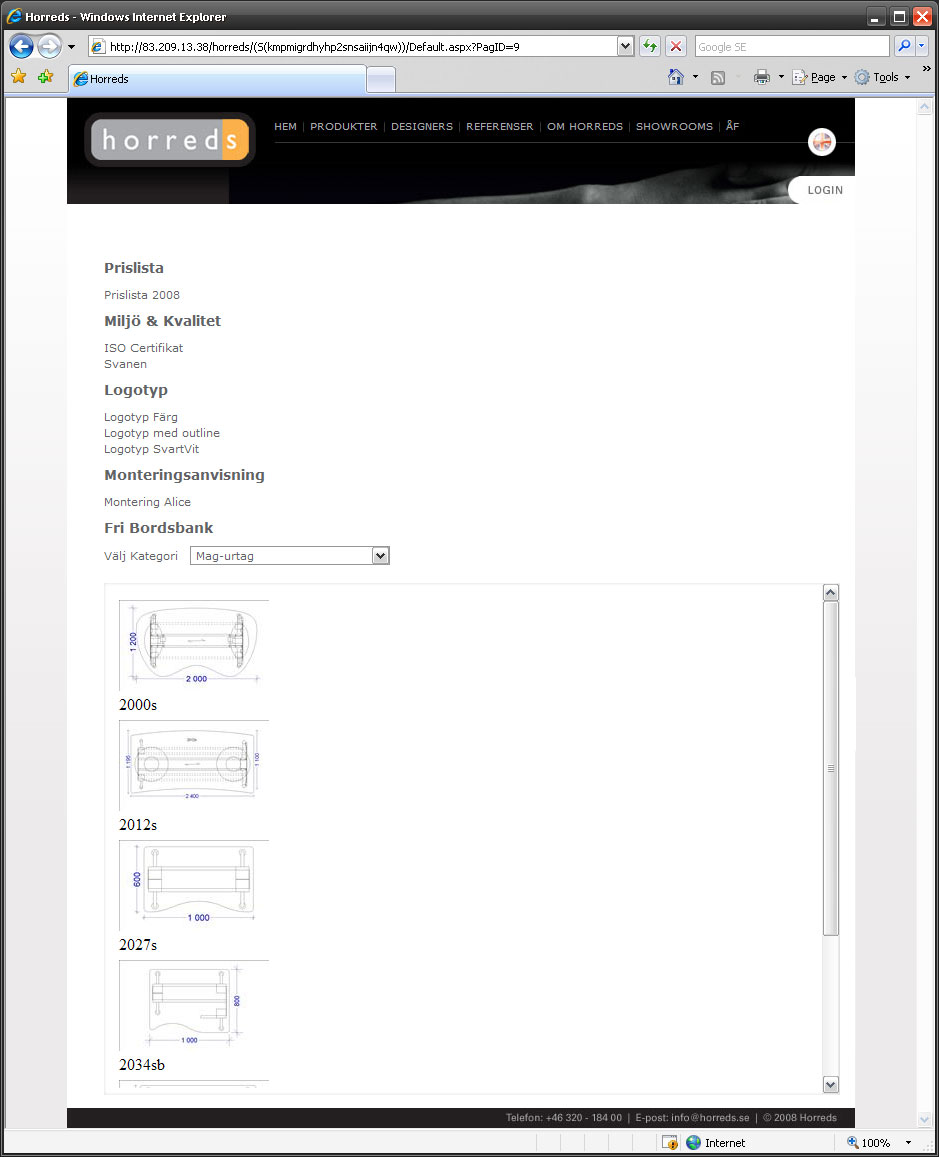 Horreds - Windows Internet Explorer
http://83.209.13.38/horreds/(S(kmpmigrdhyhp2snsaiijn4qw))/Default.aspx?PagID=9
Google SE
Horreds
Page
Tools
horreds
HEM | PRODUKTER | DESIGNERS | REFERENSER | OM HORREDS | SHOWROOMS | ÅF
LOGIN
Prislista
Prislista 2008
Miljö & Kvalitet
ISO Certifikat
Svanen
Logotyp
Logotyp Färg
Logotyp med outline
Logotyp SvartVit
Monteringsanvisning
Montering Alice
Fri Bordsbank
Välj Kategori Mag-urtag
1 200
2 000
2000s
1 195
1 100
2 400
2012s
600
1 000
2027s
800
1 000
2034sb
Telefon: +46 320 - 184 00 | E-post: info@horreds.se | © 2008 Horreds
Internet
100%